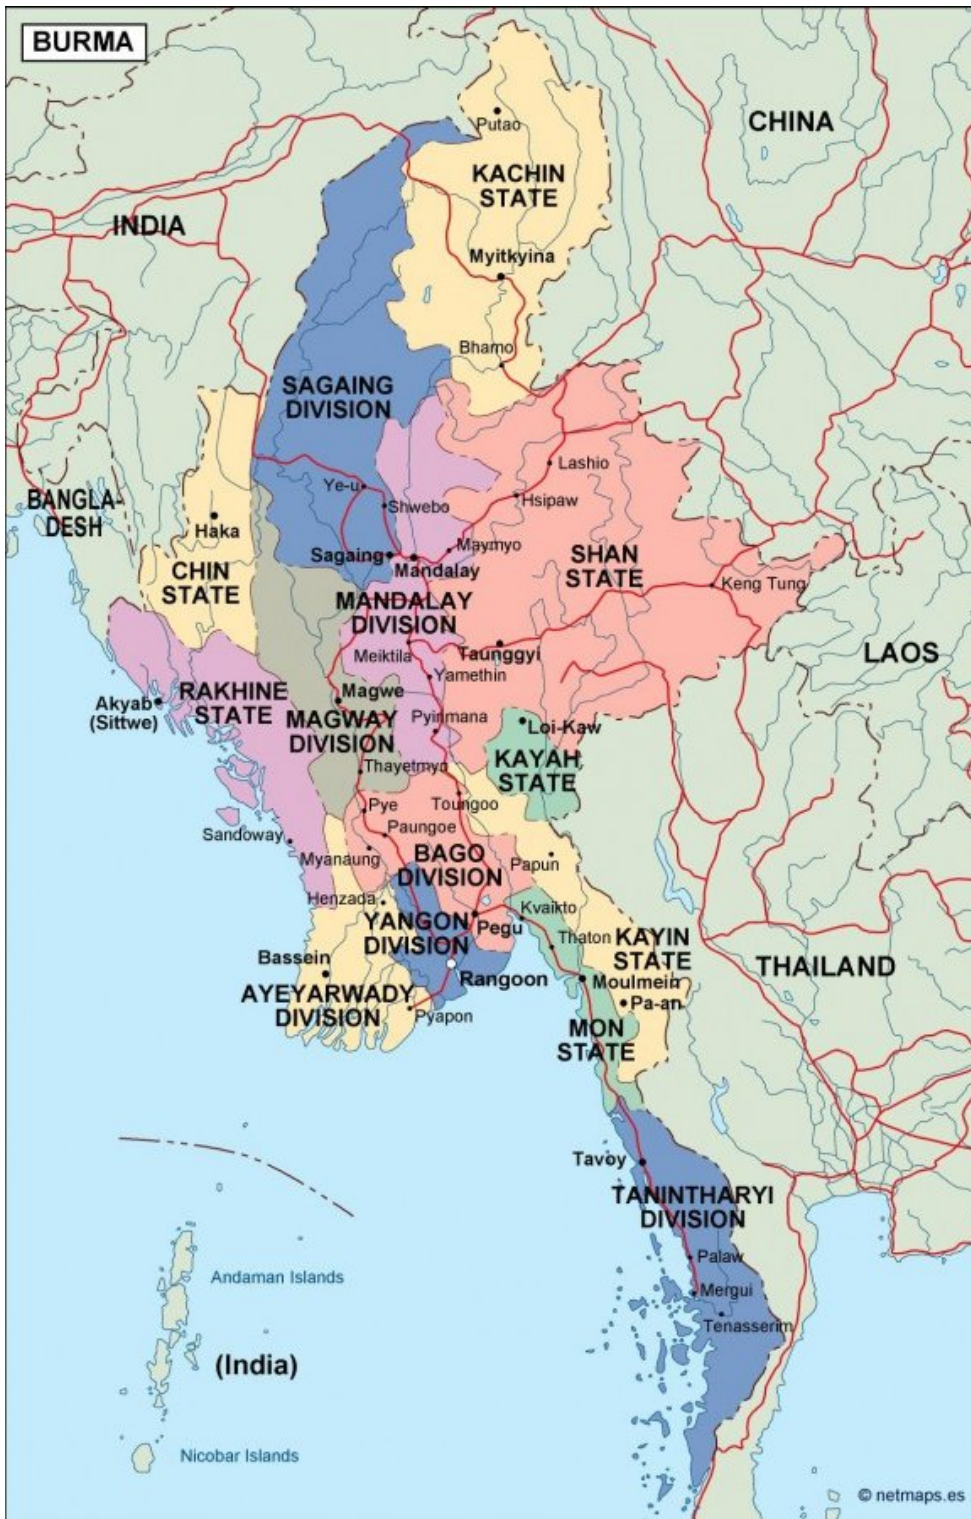 BURMA
Putao
CHINA
KACHIN
STATE
INDIA
Myitkyina
Bhamo
SAGAING
DIVISION
Lashio
Ye-u
Hsipaw
Shwebo
BANGLA-
DESH
Haka
Sagaing
Maymyo
Mandalay
SHAN
STATE
CHIN
STATE
Keng Tung
MANDALAY
DIVISION
Meiktila
Taunggyi
LAOS
Yamethin
RAKHINE
STATE
Magwe
Akyab
(Sittwe)
Pyinmana
MAGWAY
DIVISION
Loi-Kaw
KAYAH
STATE
Thayetmyo
Toungoo
Pye
Paungoe
Sandoway
Myanaung
BAGO
DIVISION
Papun
Henzada
YANGON
DIVISION
Pegu
Kvaikto
Thaton
KAYIN
STATE
Bassein
Rangoon
THAILAND
Moulmein
AYEYARWADY
DIVISION
Pa-an
Pyapon
MON
STATE
Tavoy
TANINTHARYI
DIVISION
Palaw
Andaman Islands
Mergui
Tenasserim
(India)
Nicobar Islands
© netmaps.es